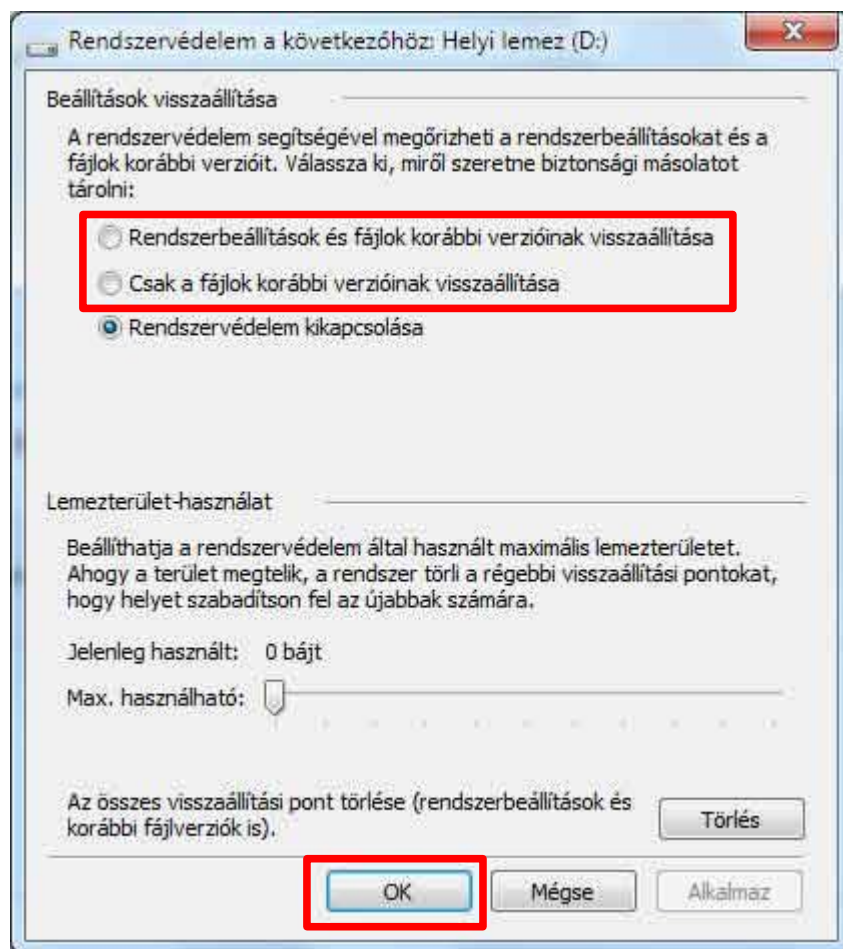 Rendszervédelem a következőhöz: Helyi lemez (D:)
Beállítások visszaállítása
A rendszervédelem segítségével megőrizheti a rendszerbeállításokat és a
fájlok korábbi verzióit. Válassza ki, miről szeretne biztonsági másolatot
tárolni:
Rendszerbeállítások és fájlok korábbi verzióinak visszaállítása
Csak a fájlok korábbi verzióinak visszaállítása
Rendszervédelem kikapcsolása
Lemezterület-használat
Beállíthatja a rendszervédelem által használt maximális lemezterületet.
Ahogy a terület megtelik, a rendszer törli a régebbi visszaállítási pontokat,
hogy helyet szabadítson fel az újabbak számára.
Jelenleg használt: 0 bájt
Max. használható:
Az összes visszaállítási pont törlése (rendszerbeállítások és
korábbi fájlverziók is).
Törlés
OK Mégse Alkalmaz